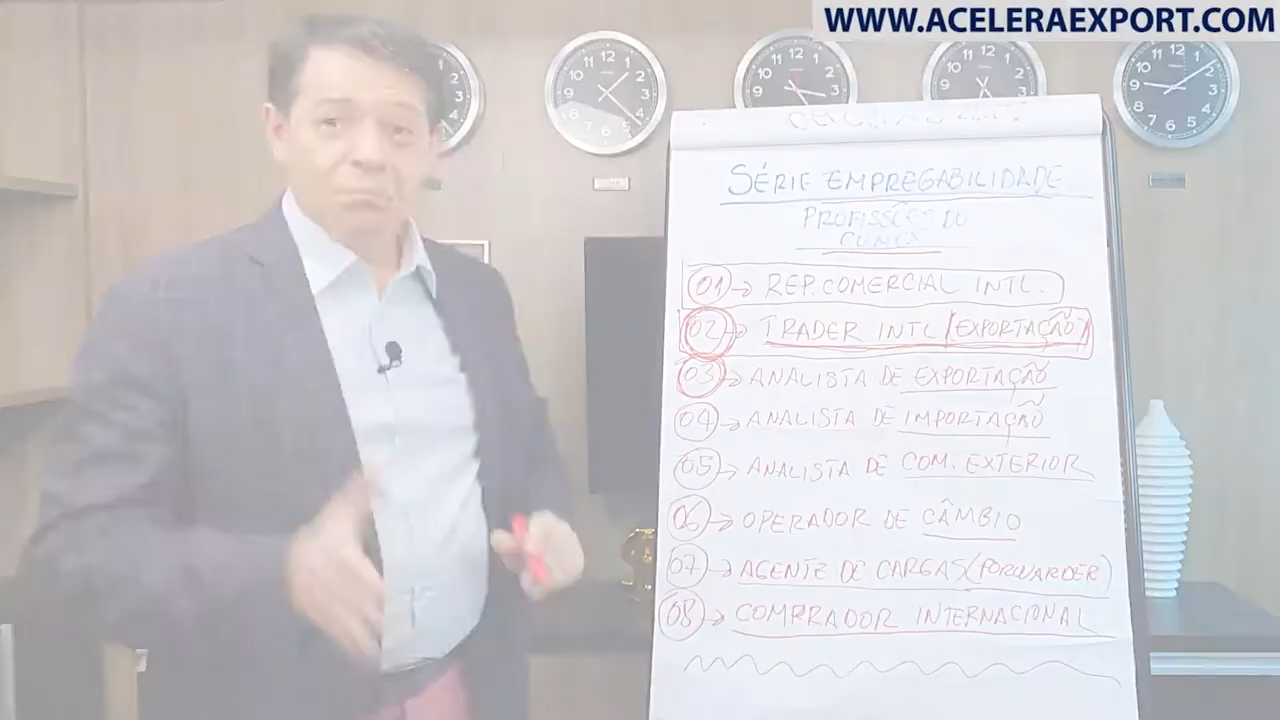 WWW.ACELERAEXPORT.COM
SÉRIE EMPREGABILIDADE
PROFISSÕES DO
01 → REP. COMERCIAL INTL.
02 → TRADER INTL (EXPORTAÇÃO)
03 → ANALISTA DE EXPORTAÇÃO
04 → ANALISTA DE IMPORTAÇÃO
05 → ANALISTA DE COM. EXTERIOR
06 → OPERADOR DE CÂMBIO
07 → AGENTE DE CARGAS (FORWARDER)
08 → COMPRADOR INTERNACIONAL